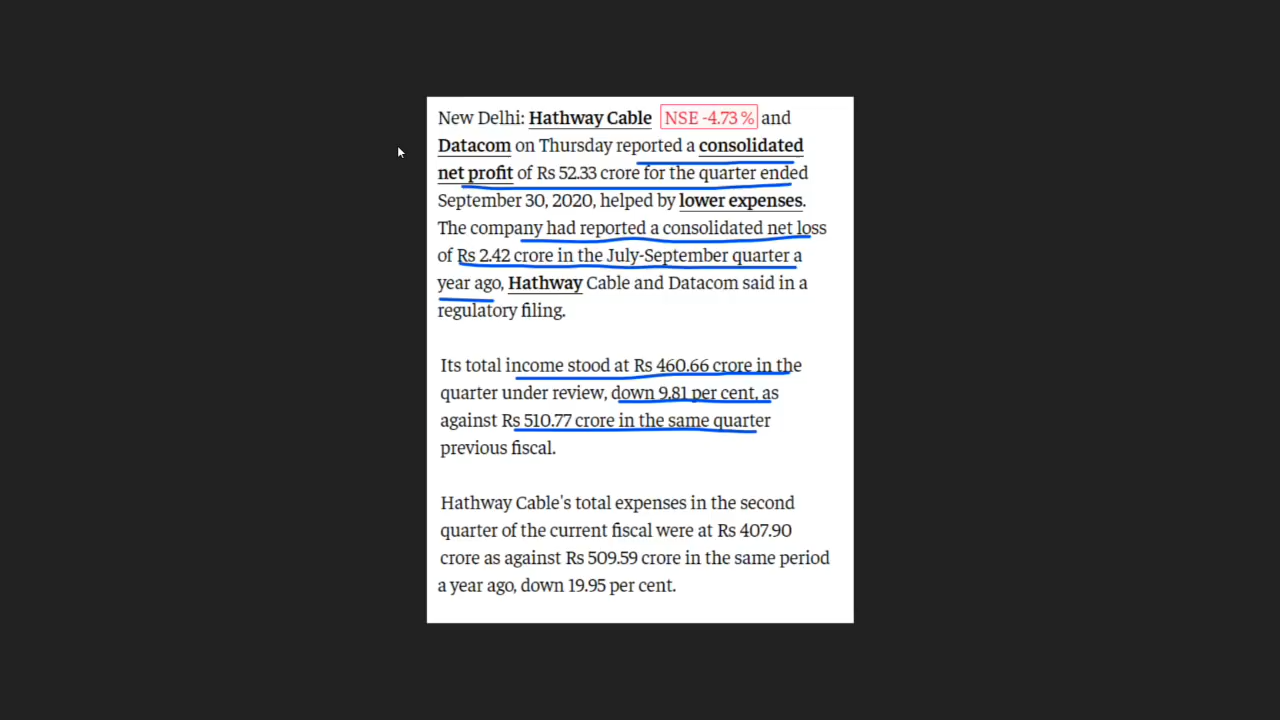 New Delhi: Hathway Cable NSE -4.73 % and
Datacom on Thursday reported a consolidated
net profit of Rs 52.33 crore for the quarter ended
September 30, 2020, helped by lower expenses.
The company had reported a consolidated net loss
of Rs 2.42 crore in the July-September quarter a
year ago, Hathway Cable and Datacom said in a
regulatory filing.
Its total income stood at Rs 460.66 crore in the
quarter under review, down 9.81 per cent, as
against Rs 510.77 crore in the same quarter
previous fiscal.
Hathway Cable's total expenses in the second
quarter of the current fiscal were at Rs 407.90
crore as against Rs 509.59 crore in the same period
a year ago, down 19.95 per cent.